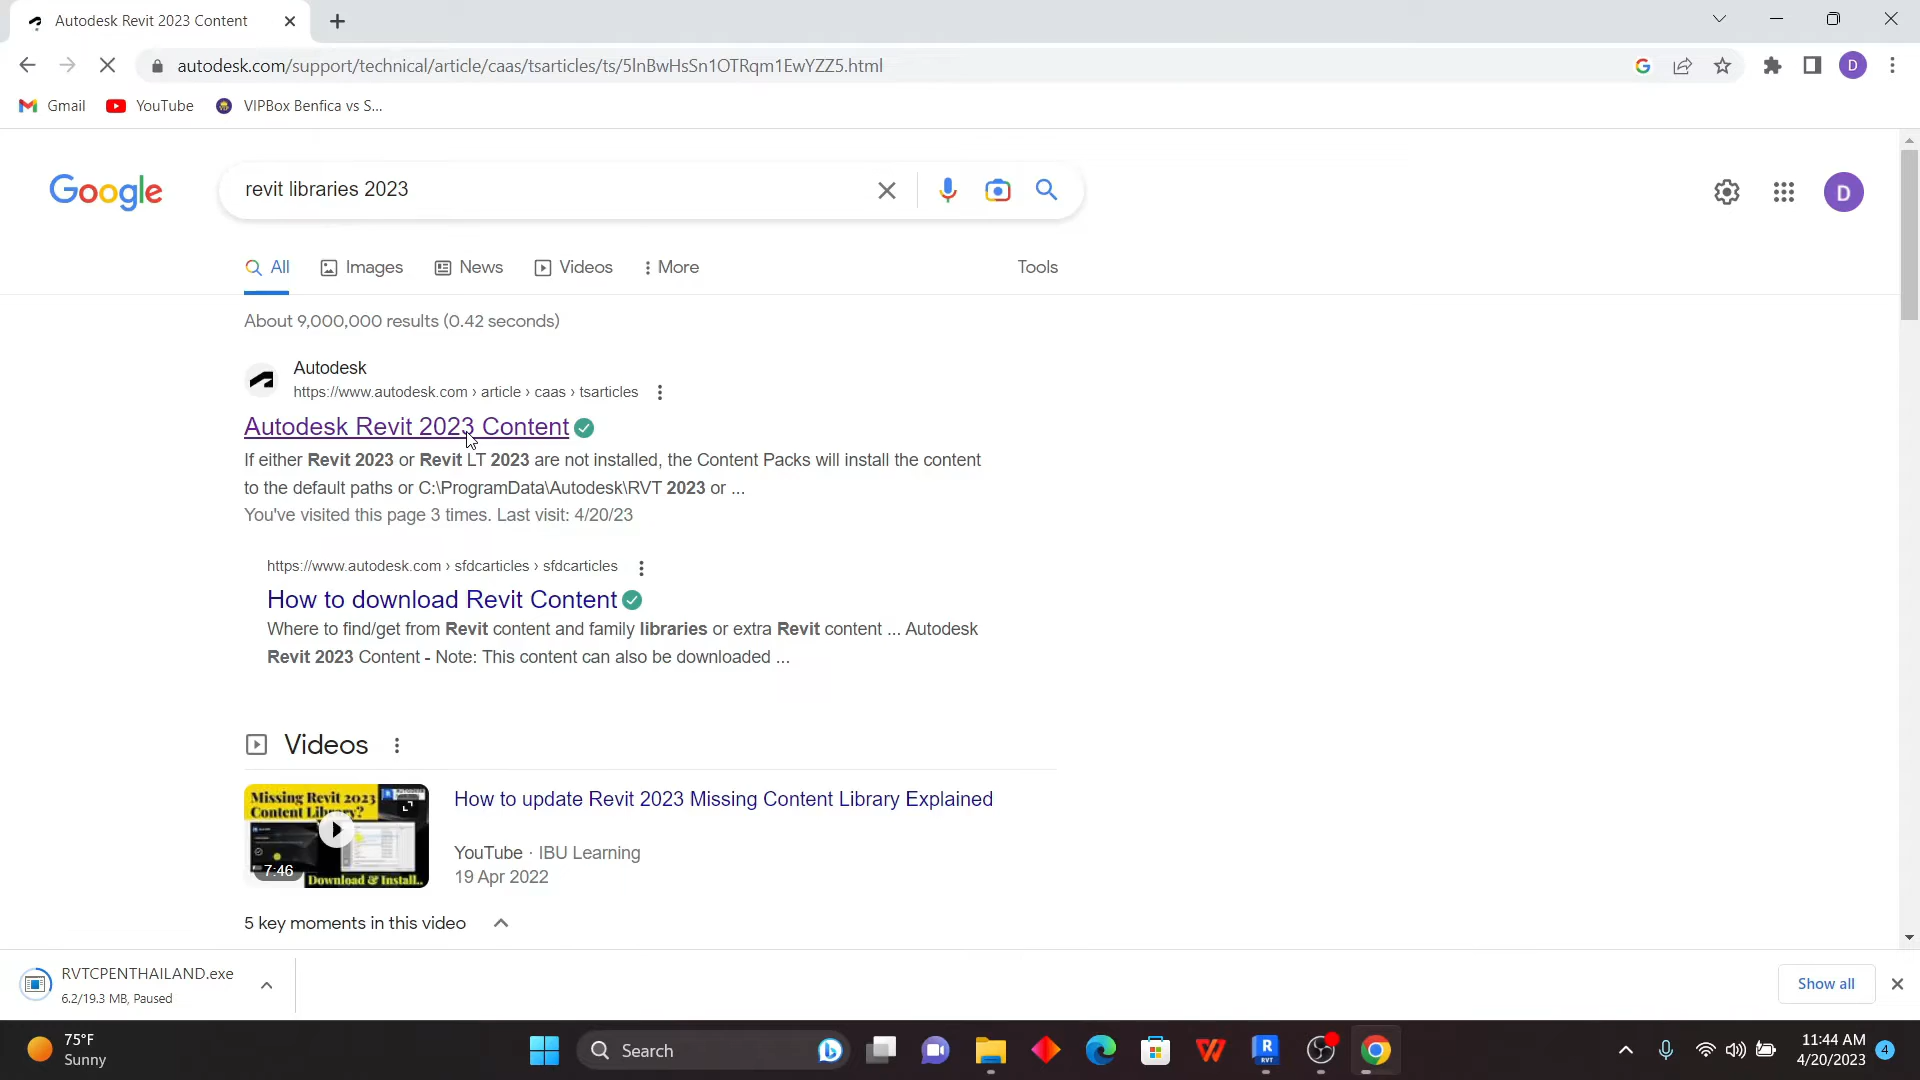 Autodesk Revit 2023 Content
autodesk.com/support/technical/article/caas/tsarticles/ts/5lnBwHsSn1OTRqm1EwYZZ5.html
D
Gmail
YouTube
VIPBox Benfica vs S...
Google
revit libraries 2023
D
All
Images
News
Videos
More
Tools
About 9,000,000 results (0.42 seconds)
Autodesk
https://www.autodesk.com › article › caas › tsarticles
Autodesk Revit 2023 Content
If either Revit 2023 or Revit LT 2023 are not installed, the Content Packs will install the content
to the default paths or C:\ProgramData\Autodesk\RVT 2023 or ...
You've visited this page 3 times. Last visit: 4/20/23
https://www.autodesk.com › sfdcarticles › sfdcarticles
How to download Revit Content
Where to find/get from Revit content and family libraries or extra Revit content ... Autodesk
Revit 2023 Content - Note: This content can also be downloaded ...
Videos
Missing Revit 2023
Content Library?
7:46
Download & Install..
How to update Revit 2023 Missing Content Library Explained
YouTube · IBU Learning
19 Apr 2022
5 key moments in this video
RVTCPENTHAILAND.exe
6.2/19.3 MB, Paused
Show all
75°F
Sunny
Search
R
RVT
11:44 AM
4/20/2023
4